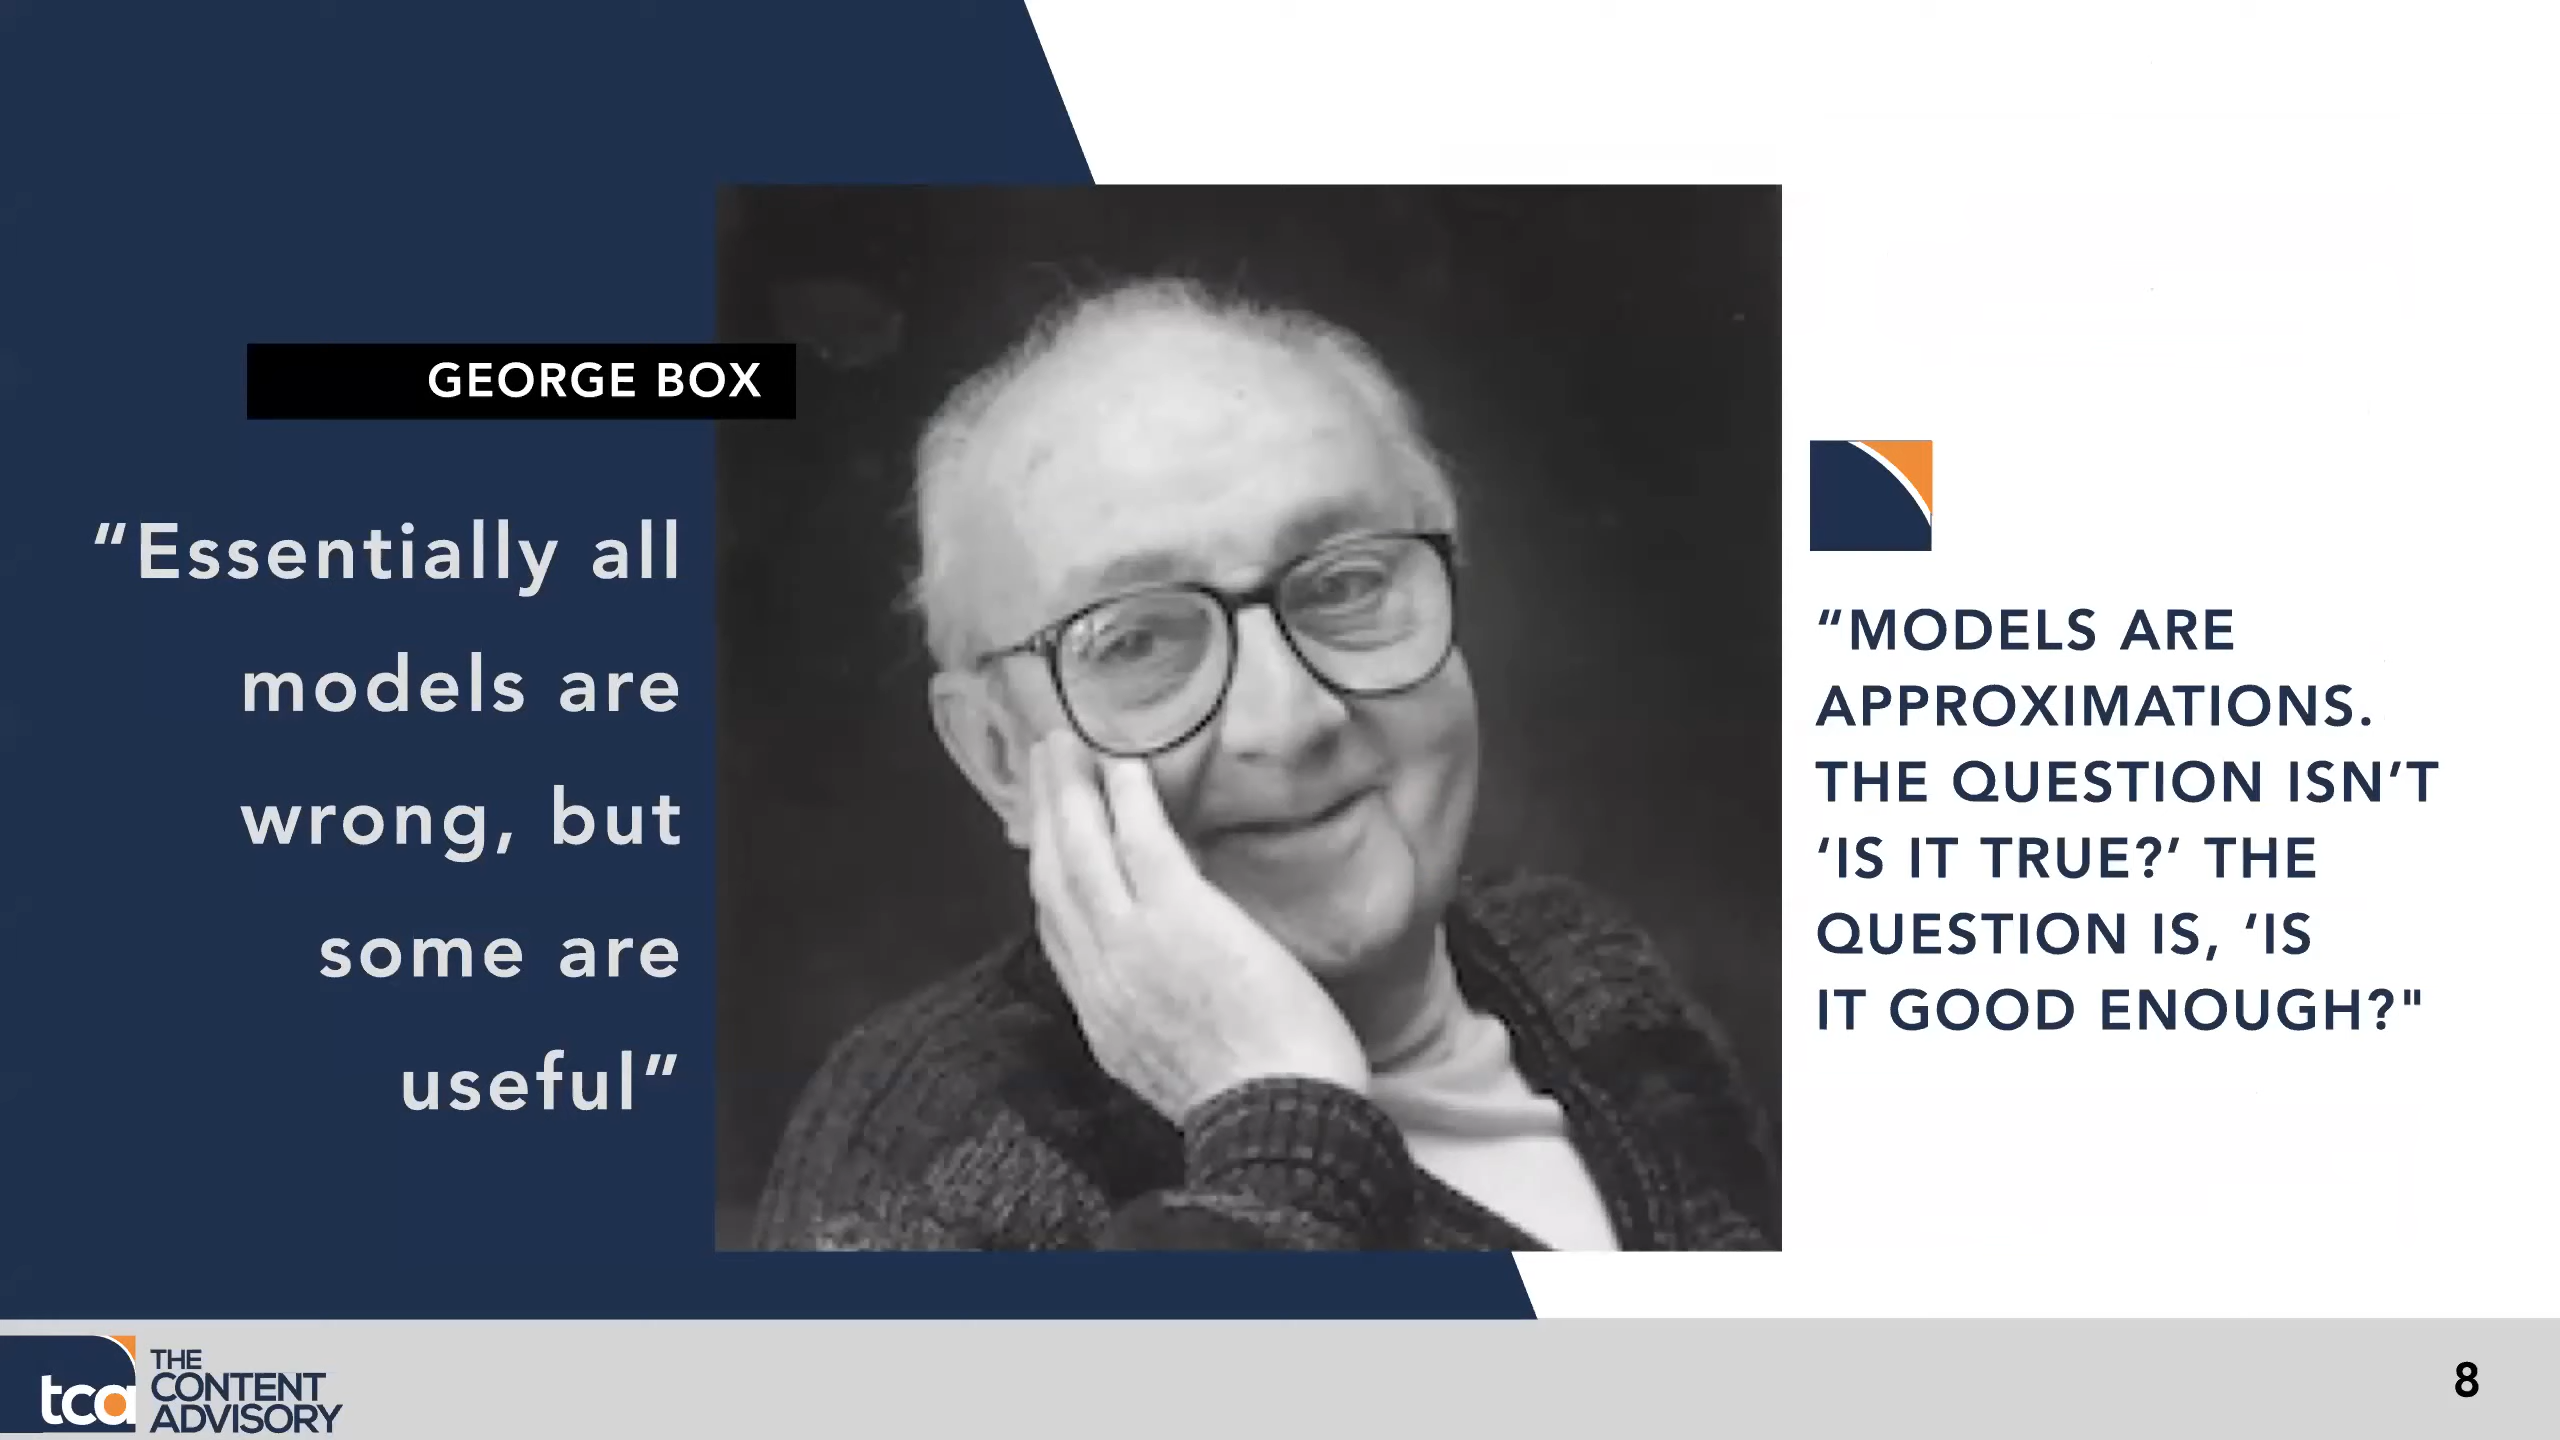 GEORGE BOX
“Essentially all
models are
wrong, but
some are
useful”
“MODELS ARE
APPROXIMATIONS.
THE QUESTION ISN’T
‘IS IT TRUE?’ THE
QUESTION IS, ‘IS
IT GOOD ENOUGH?"
tca
THE
CONTENT
ADVISORY
8